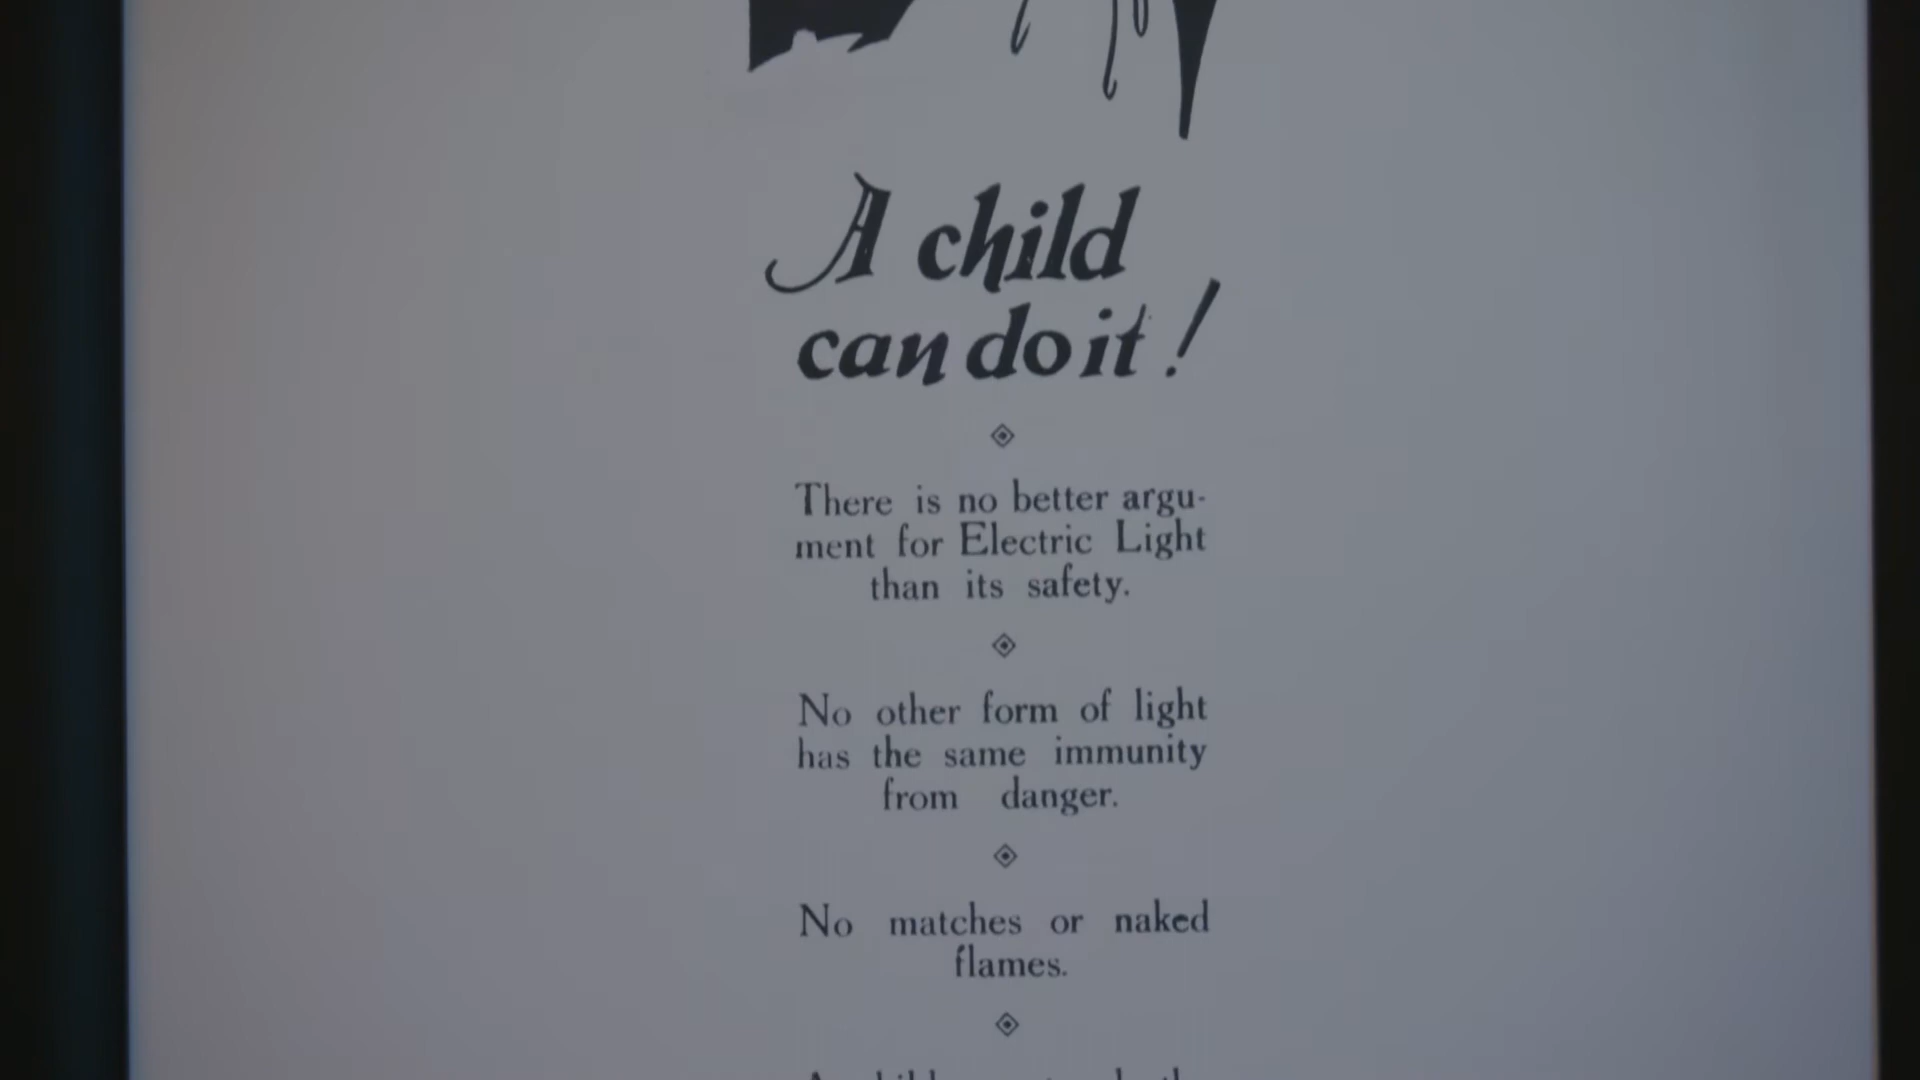 A child
can do it!
There is no better argu-
ment for Electric Light
than its safety.
No other form of light
has the same immunity
from danger.
No matches or naked
flames.